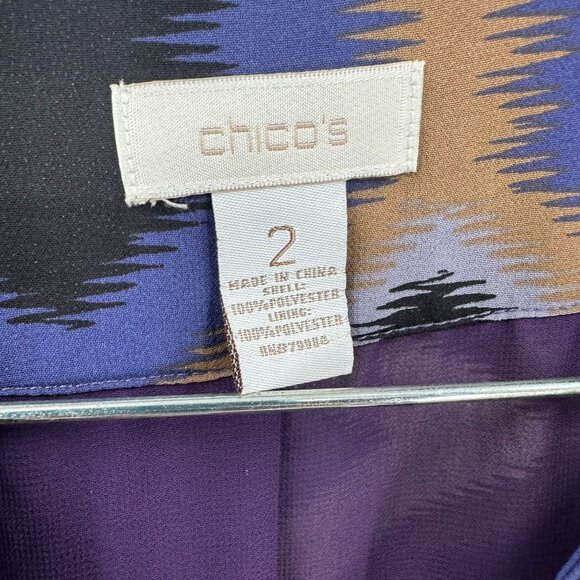 chico's
2
MADE IN CHINA
SHELL:
100%POLYESTER
LINING:
100%POLYESTER